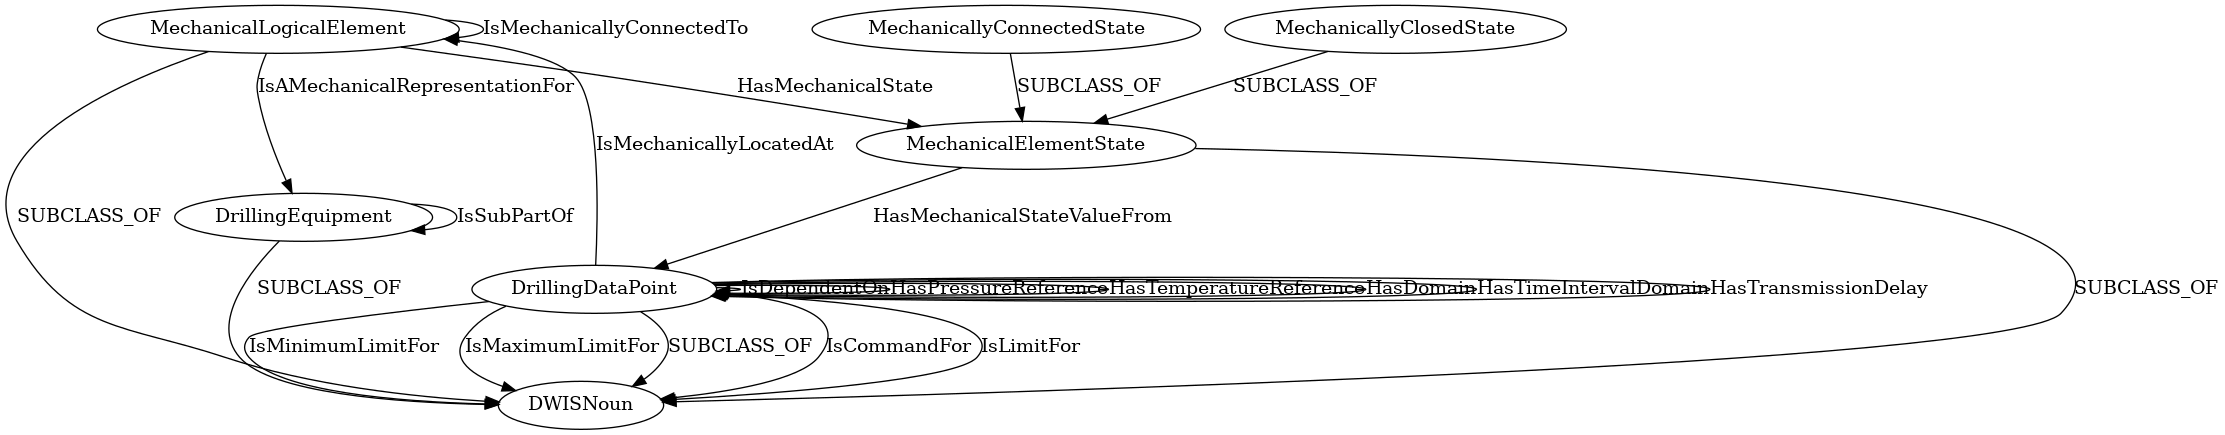 MechanicalLogicalElement
IsMechanicallyConnectedTo
MechanicallyConnectedState
MechanicallyClosedState
IsAMechanicalRepresentationFor
HasMechanicalState
SUBCLASS_OF
SUBCLASS_OF
IsMechanicallyLocatedAt
MechanicalElementState
SUBCLASS_OF
DrillingEquipment
IsSubPartOf
HasMechanicalStateValueFrom
SUBCLASS_OF
DrillingDataPoint
IsDependentOn
HasPressureReference
HasTemperatureReference
HasDomain
HasTimeIntervalDomain
HasTransmissionDelay
SUBCLASS_OF
IsMinimumLimitFor
IsMaximumLimitFor
SUBCLASS_OF
IsCommandFor
IsLimitFor
DWISNoun